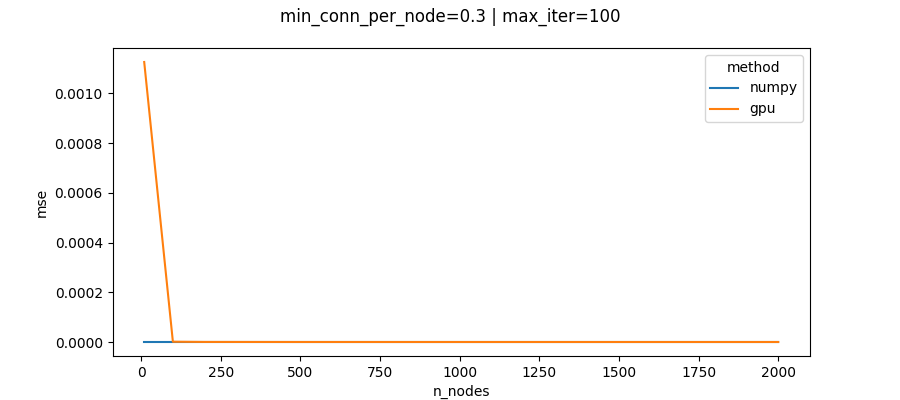 min_conn_per_node=0.3 | max_iter=100
method
numpy
gpu
0.0010
0.0008
0.0006
0.0004
0.0002
0.0000
mse
0 250 500 750 1000 1250 1500 1750 2000
n_nodes